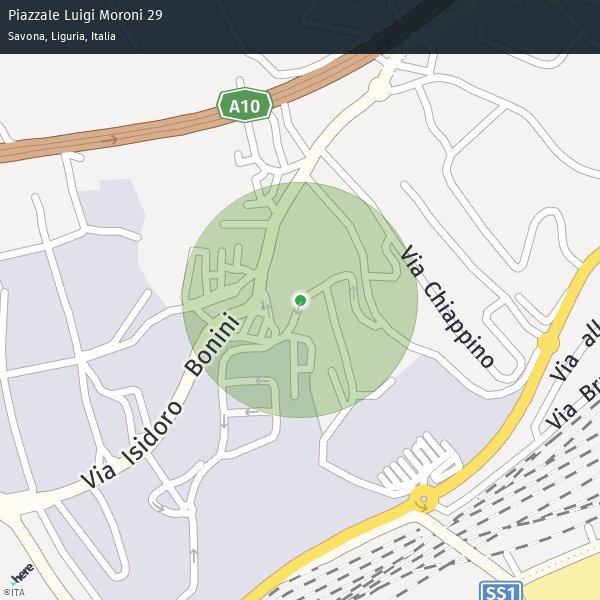 Piazzale Luigi Moroni 29
Savona, Liguria, Italia
A10
Via Chiappino
Via Isidoro Bonini
Via all
Via Bru
here
©ITA
SS1